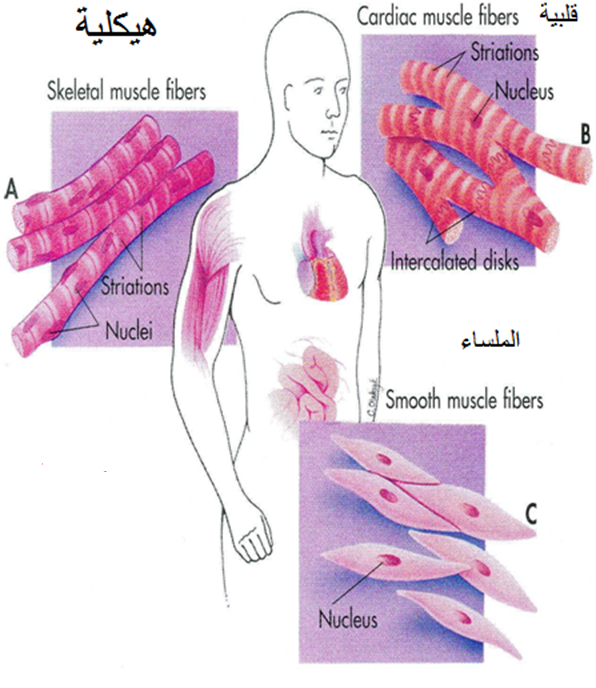 هيكلية
Skeletal muscle fibers
A
Striations
Nuclei
Cardiac muscle fibers قلبية
Striations
Nucleus
B
Intercalated disks
الملساء
Smooth muscle fibers
C
Nucleus